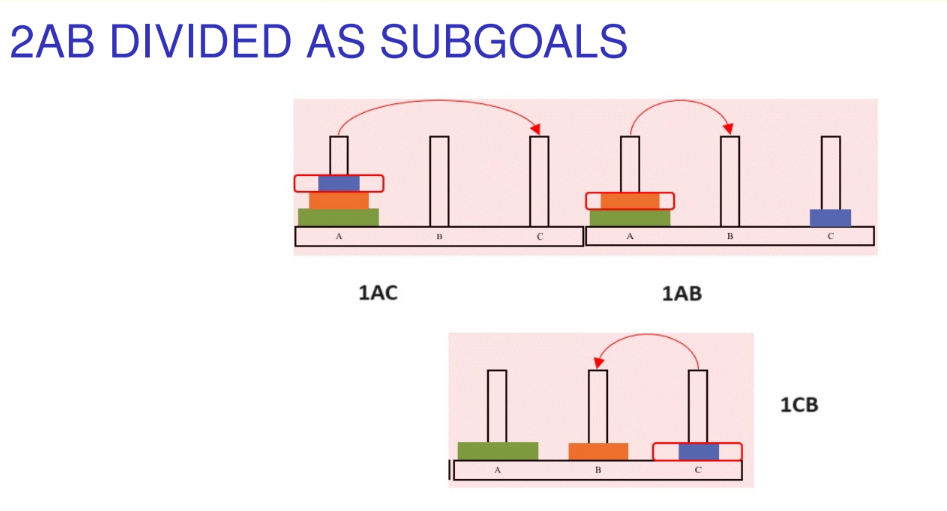 2AB DIVIDED AS SUBGOALS
A B C A B C
1AC 1AB
1CB
A B C